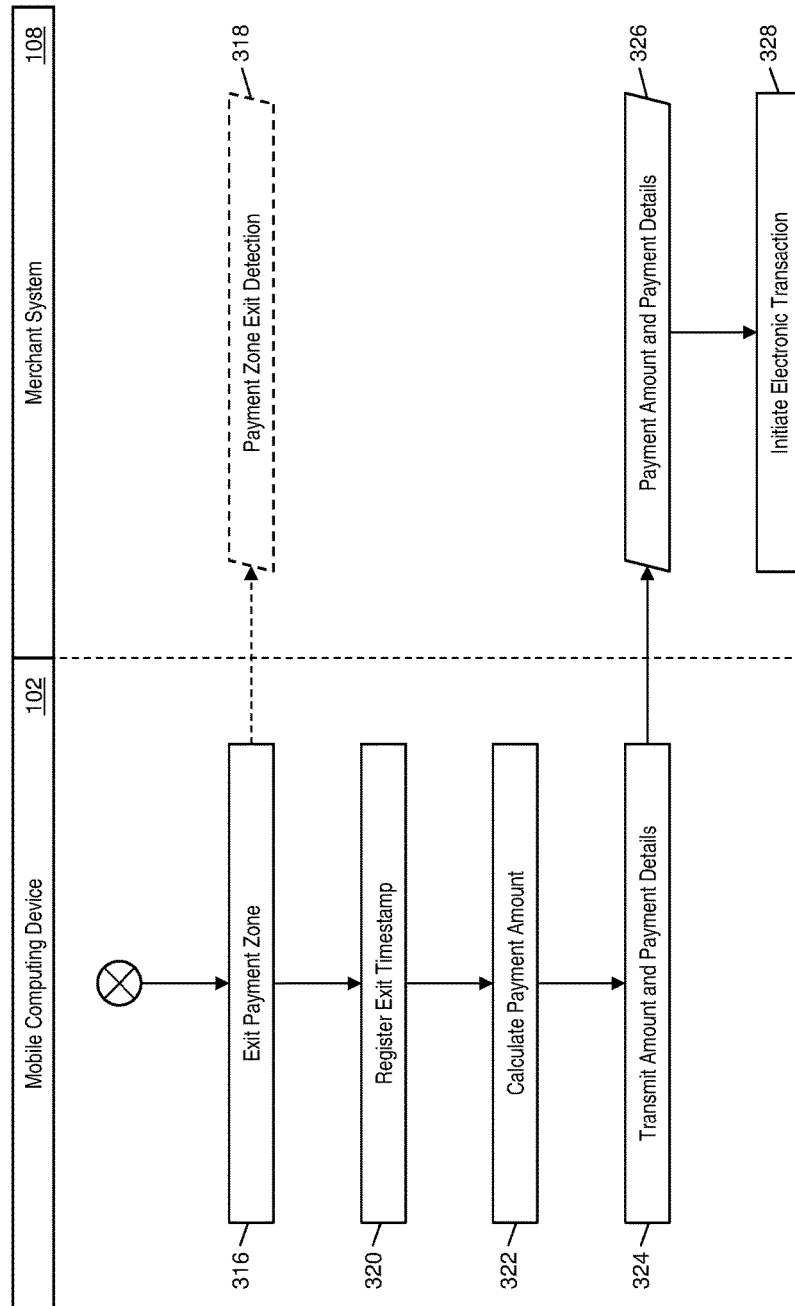 Mobile Computing Device
102
Merchant System
108
316
Exit Payment Zone
Payment Zone Exit Detection
318
320
Register Exit Timestamp
322
Calculate Payment Amount
324
Transmit Amount and Payment Details
Payment Amount and Payment Details
326
Initiate Electronic Transaction
328